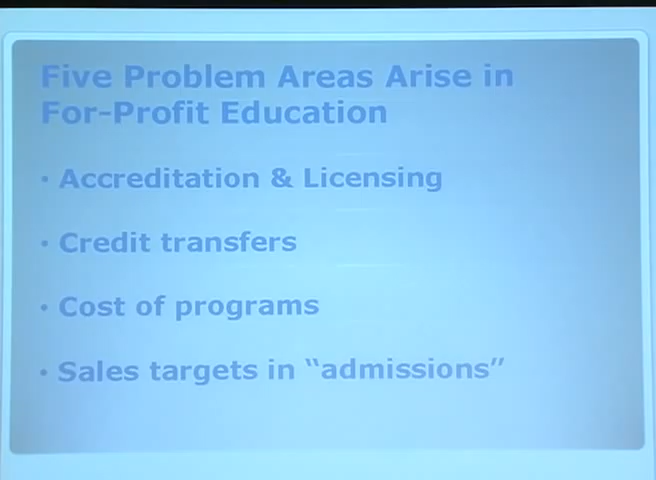 Five Problem Areas Arise in
For-Profit Education
• Accreditation & Licensing
• Credit transfers
• Cost of programs
• Sales targets in “admissions”